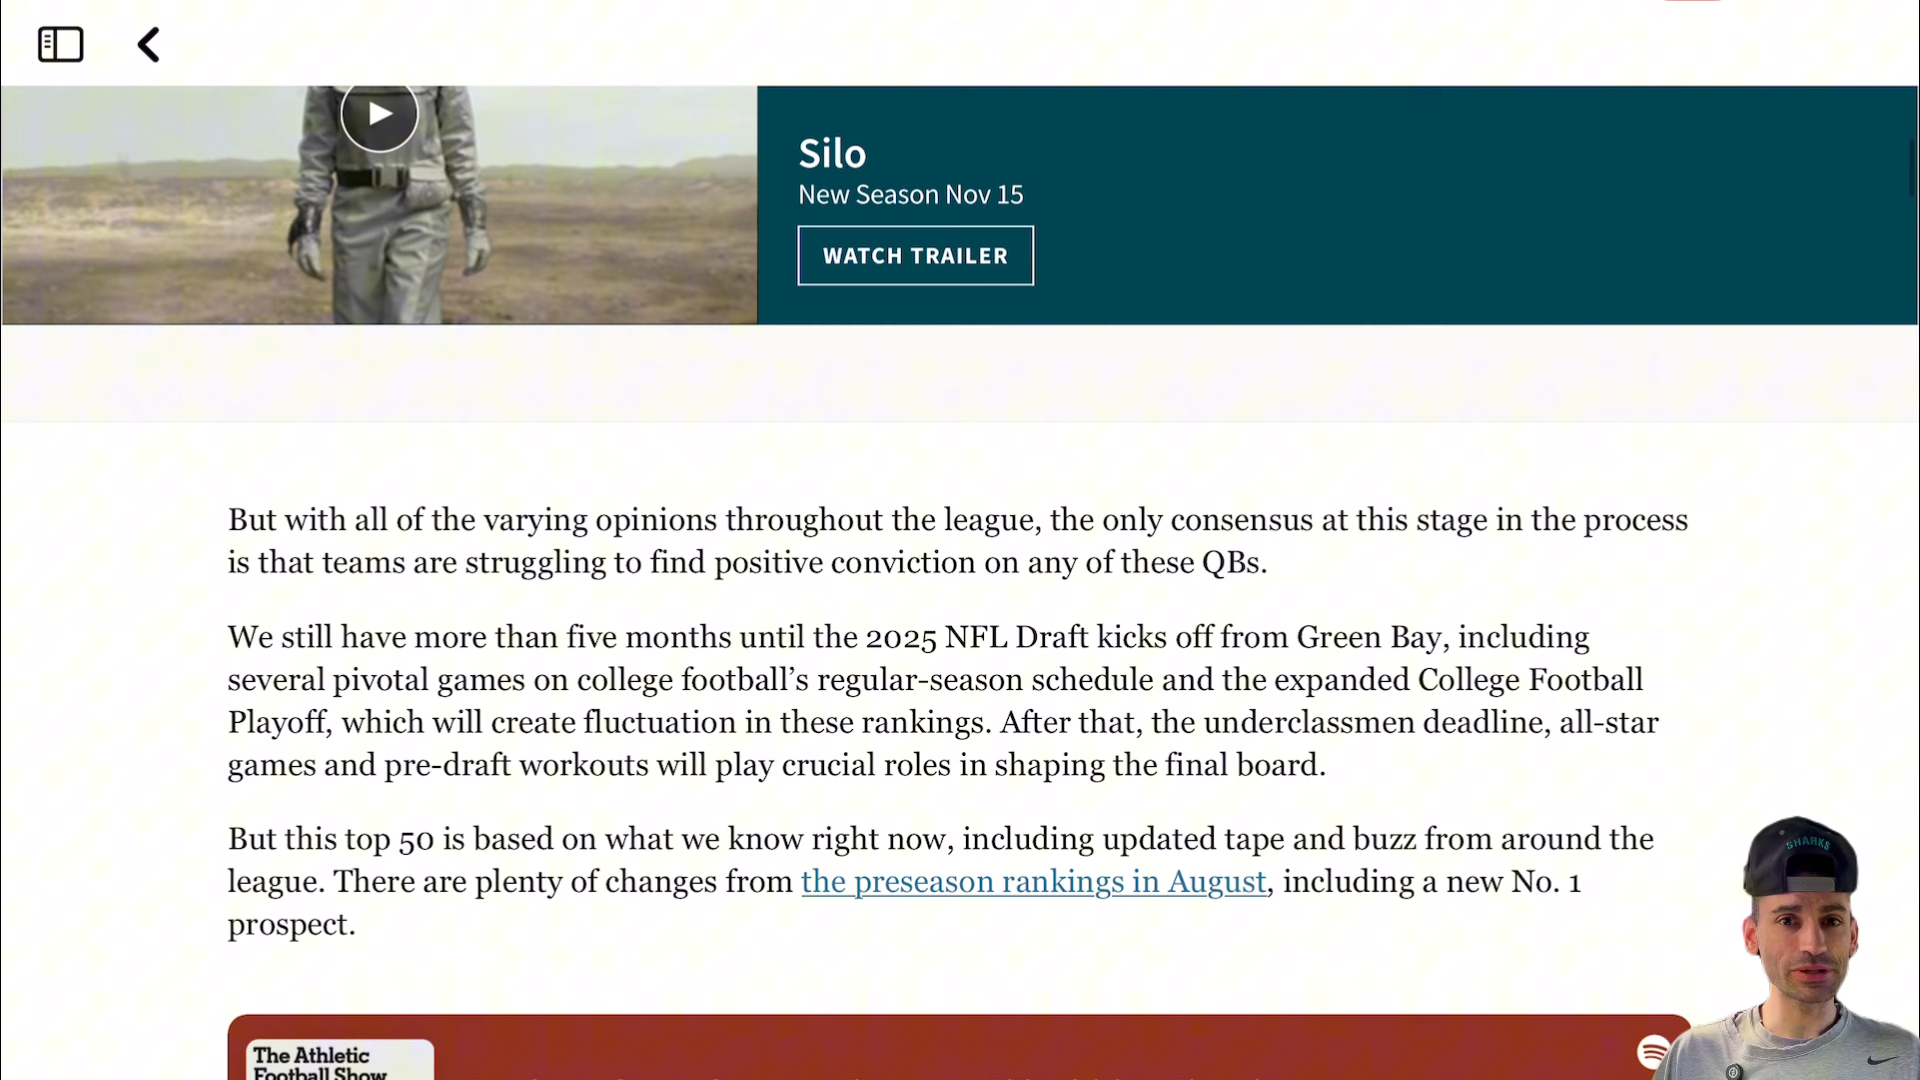 Silo
New Season Nov 15
WATCH TRAILER
But with all of the varying opinions throughout the league, the only consensus at this stage in the process
is that teams are struggling to find positive conviction on any of these QBs.
We still have more than five months until the 2025 NFL Draft kicks off from Green Bay, including
several pivotal games on college football’s regular-season schedule and the expanded College Football
Playoff, which will create fluctuation in these rankings. After that, the underclassmen deadline, all-star
games and pre-draft workouts will play crucial roles in shaping the final board.
But this top 50 is based on what we know right now, including updated tape and buzz from around the
league. There are plenty of changes from the preseason rankings in August, including a new No. 1
prospect.
SHARKS
The Athletic
Football Show